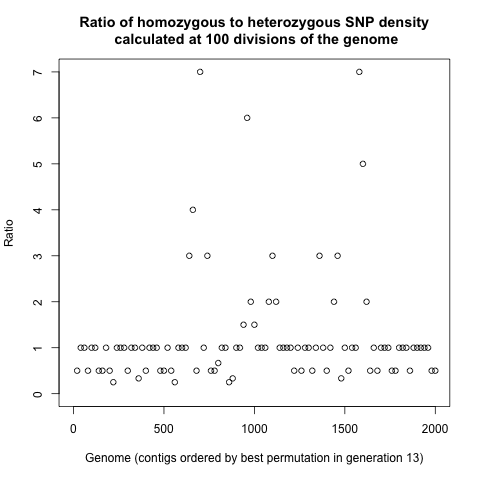 Ratio of homozygous to heterozygous SNP density
calculated at 100 divisions of the genome
Ratio
7
6
5
4
3
2
1
0
0 500 1000 1500 2000
Genome (contigs ordered by best permutation in generation 13)